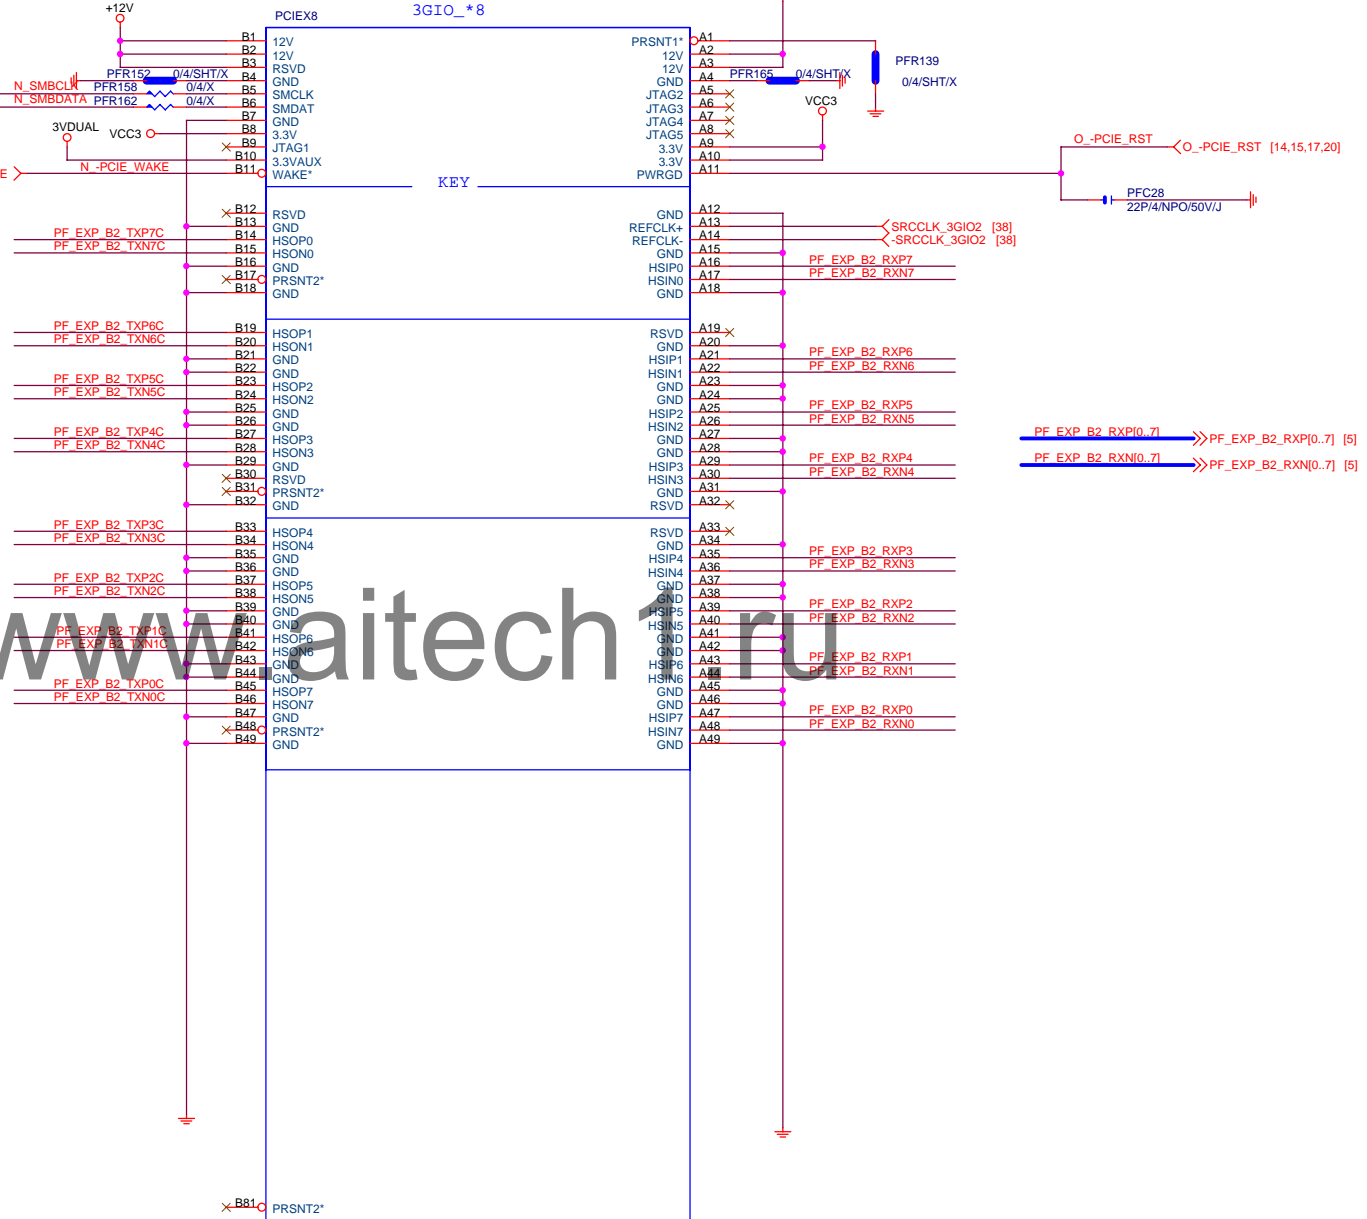 3GIO_*8
+12V
PCIEX8
B1 12V PRSNT1* A1
B2 12V 12V A2
B3 RSVD 12V A3
PFR152 0/4/SHT/X B4 GND GND A4 PFR165 0/4/SHT/X
PFR139
0/4/SHT/X
N_SMBCLK PFR158 0/4/X B5 SMCLK JTAG2 A5
N_SMBDATA PFR162 0/4/X B6 SMDAT JTAG3 A6
VCC3
B7 GND JTAG4 A7
3VDUAL VCC3 B8 3.3V JTAG5 A8
B9 JTAG1 3.3V A9
B10 3.3VAUX 3.3V A10
O_-PCIE_RST O_-PCIE_RST [14,15,17,20]
E N_-PCIE_WAKE B11 WAKE* PWRGD A11
KEY
PFC28
22P/4/NPO/50V/J
B12 RSVD GND A12
B13 GND REFCLK+ A13 SRCCLK_3GIO2 [38]
PF_EXP_B2_TXP7C B14 HSOP0 REFCLK- A14 -SRCCLK_3GIO2 [38]
PF_EXP_B2_TXN7C B15 HSON0 GND A15
B16 GND HSIP0 A16 PF_EXP_B2_RXP7
B17 PRSNT2* HSIN0 A17 PF_EXP_B2_RXN7
B18 GND GND A18
PF_EXP_B2_TXP6C B19 HSOP1 RSVD A19
PF_EXP_B2_TXN6C B20 HSON1 GND A20
B21 GND HSIP1 A21 PF_EXP_B2_RXP6
B22 GND HSIN1 A22 PF_EXP_B2_RXN6
PF_EXP_B2_TXP5C B23 HSOP2 GND A23
PF_EXP_B2_TXN5C B24 HSON2 GND A24
B25 GND HSIP2 A25 PF_EXP_B2_RXP5
B26 GND HSIN2 A26 PF_EXP_B2_RXN5
PF_EXP_B2_TXP4C B27 HSOP3 GND A27 PF_EXP_B2_RXP[0..7] PF_EXP_B2_RXP[0..7] [5]
PF_EXP_B2_TXN4C B28 HSON3 GND A28
B29 GND HSIP3 A29 PF_EXP_B2_RXP4 PF_EXP_B2_RXN[0..7] PF_EXP_B2_RXN[0..7] [5]
B30 RSVD HSIN3 A30 PF_EXP_B2_RXN4
B31 PRSNT2* GND A31
B32 GND RSVD A32
PF_EXP_B2_TXP3C B33 HSOP4 RSVD A33
PF_EXP_B2_TXN3C B34 HSON4 GND A34
B35 GND HSIP4 A35 PF_EXP_B2_RXP3
B36 GND HSIN4 A36 PF_EXP_B2_RXN3
PF_EXP_B2_TXP2C B37 HSOP5 GND A37
PF_EXP_B2_TXN2C B38 HSON5 GND A38
B39 GND HSIP5 A39 PF_EXP_B2_RXP2
B40 GND HSIN5 A40 PF_EXP_B2_RXN2
PF_EXP_B2_TXP1C B41 HSOP6 GND A41
www.aitech1.ru
PF_EXP_B2_TXN1C B42 HSON6 GND A42
B43 GND HSIP6 A43 PF_EXP_B2_RXP1
B44 GND HSIN6 A44 PF_EXP_B2_RXN1
PF_EXP_B2_TXP0C B45 HSOP7 GND A45
PF_EXP_B2_TXN0C B46 HSON7 GND A46
B47 GND HSIP7 A47 PF_EXP_B2_RXP0
B48 PRSNT2* HSIN7 A48 PF_EXP_B2_RXN0
B49 GND GND A49
B81 PRSNT2*